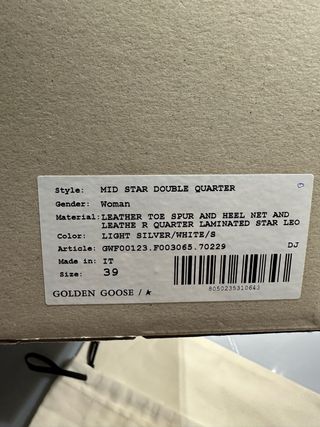 Style: MID STAR DOUBLE QUARTER
Gender: Woman
Material: LEATHER TOE SPUR AND HEEL NET AND
LEATHE R QUARTER LAMINATED STAR LEO
Color: LIGHT SILVER/WHITE/S
Article: GWF00123.F003065.70229 DJ
Made in: IT
Size: 39
8050235310643
GOLDEN GOOSE / ★